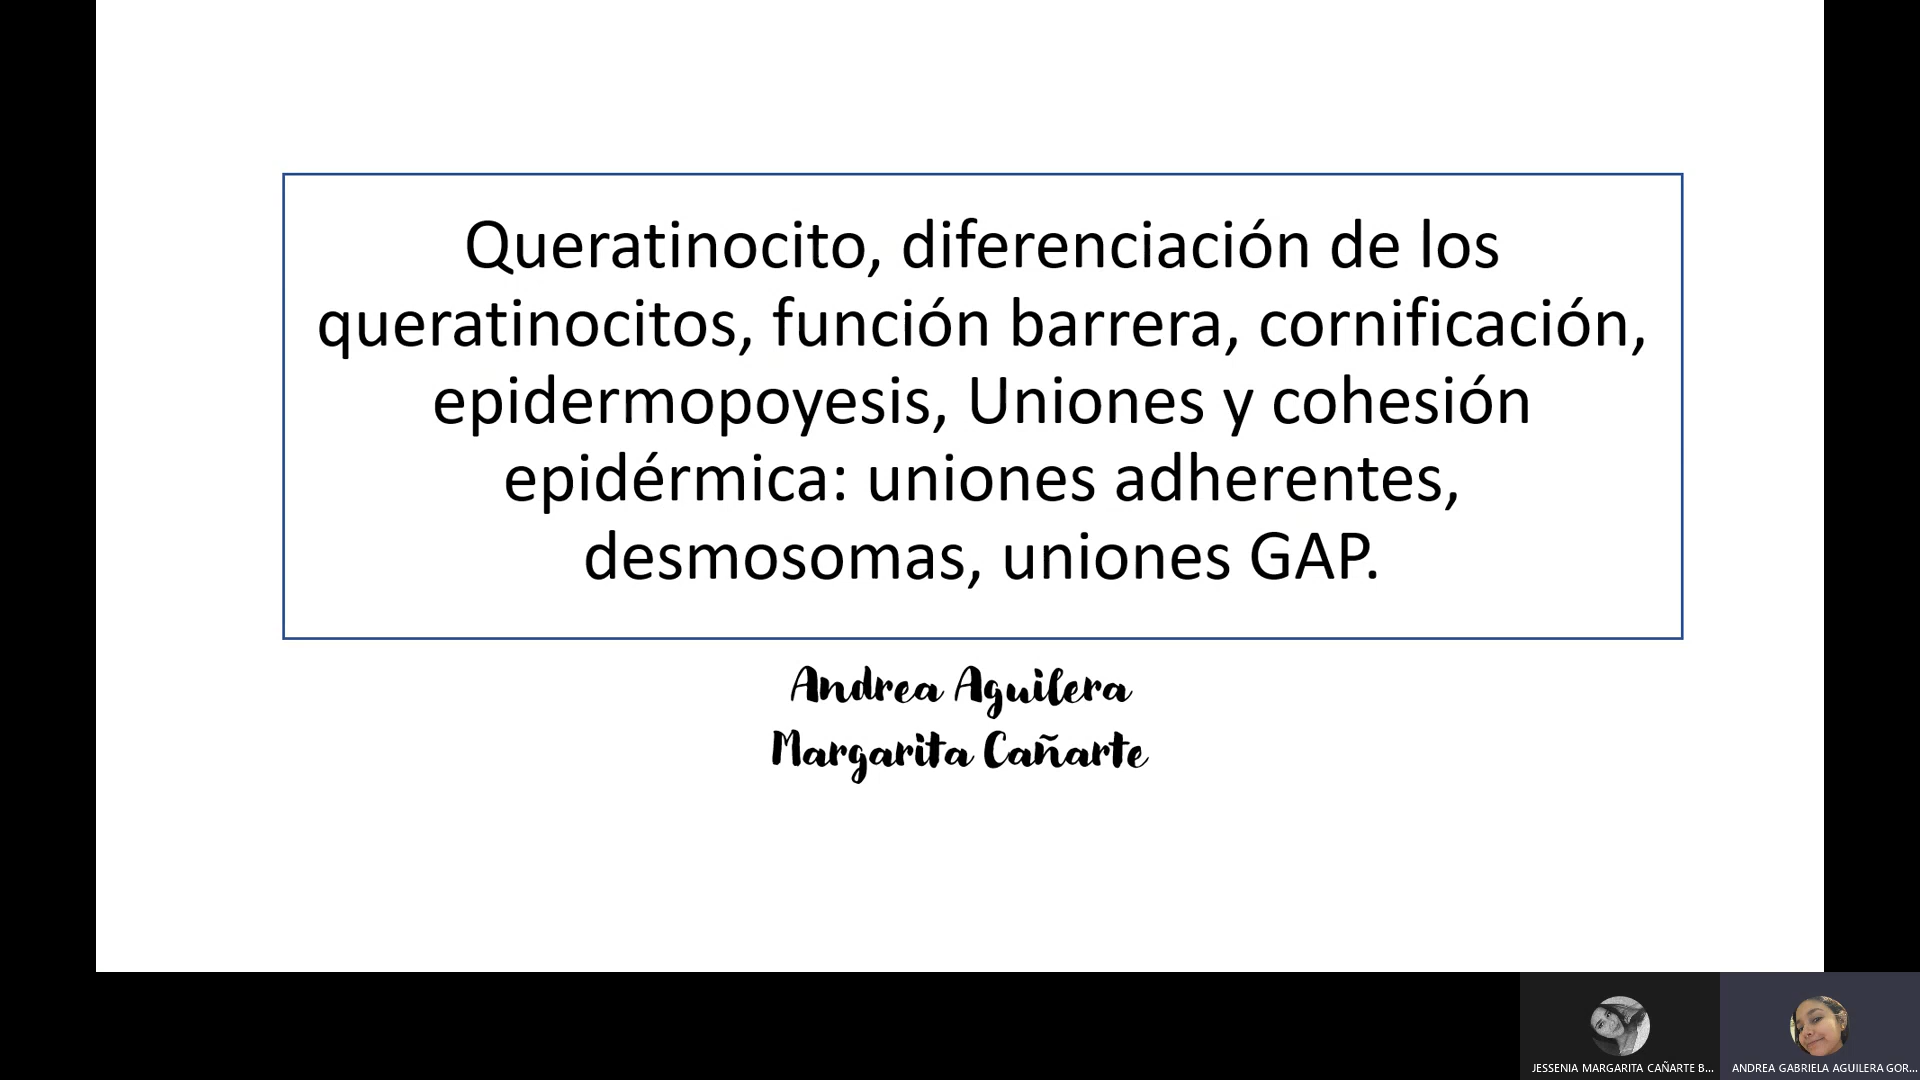 Queratinocito, diferenciación de los
queratinocitos, función barrera, cornificación,
epidermopoyesis, Uniones y cohesión
epidérmica: uniones adherentes,
desmosomas, uniones GAP.
Andrea Aguilera
Margarita Cañarte
JESSENIA MARGARITA CAÑARTE B...
ANDREA GABRIELA AGUILERA GOR...